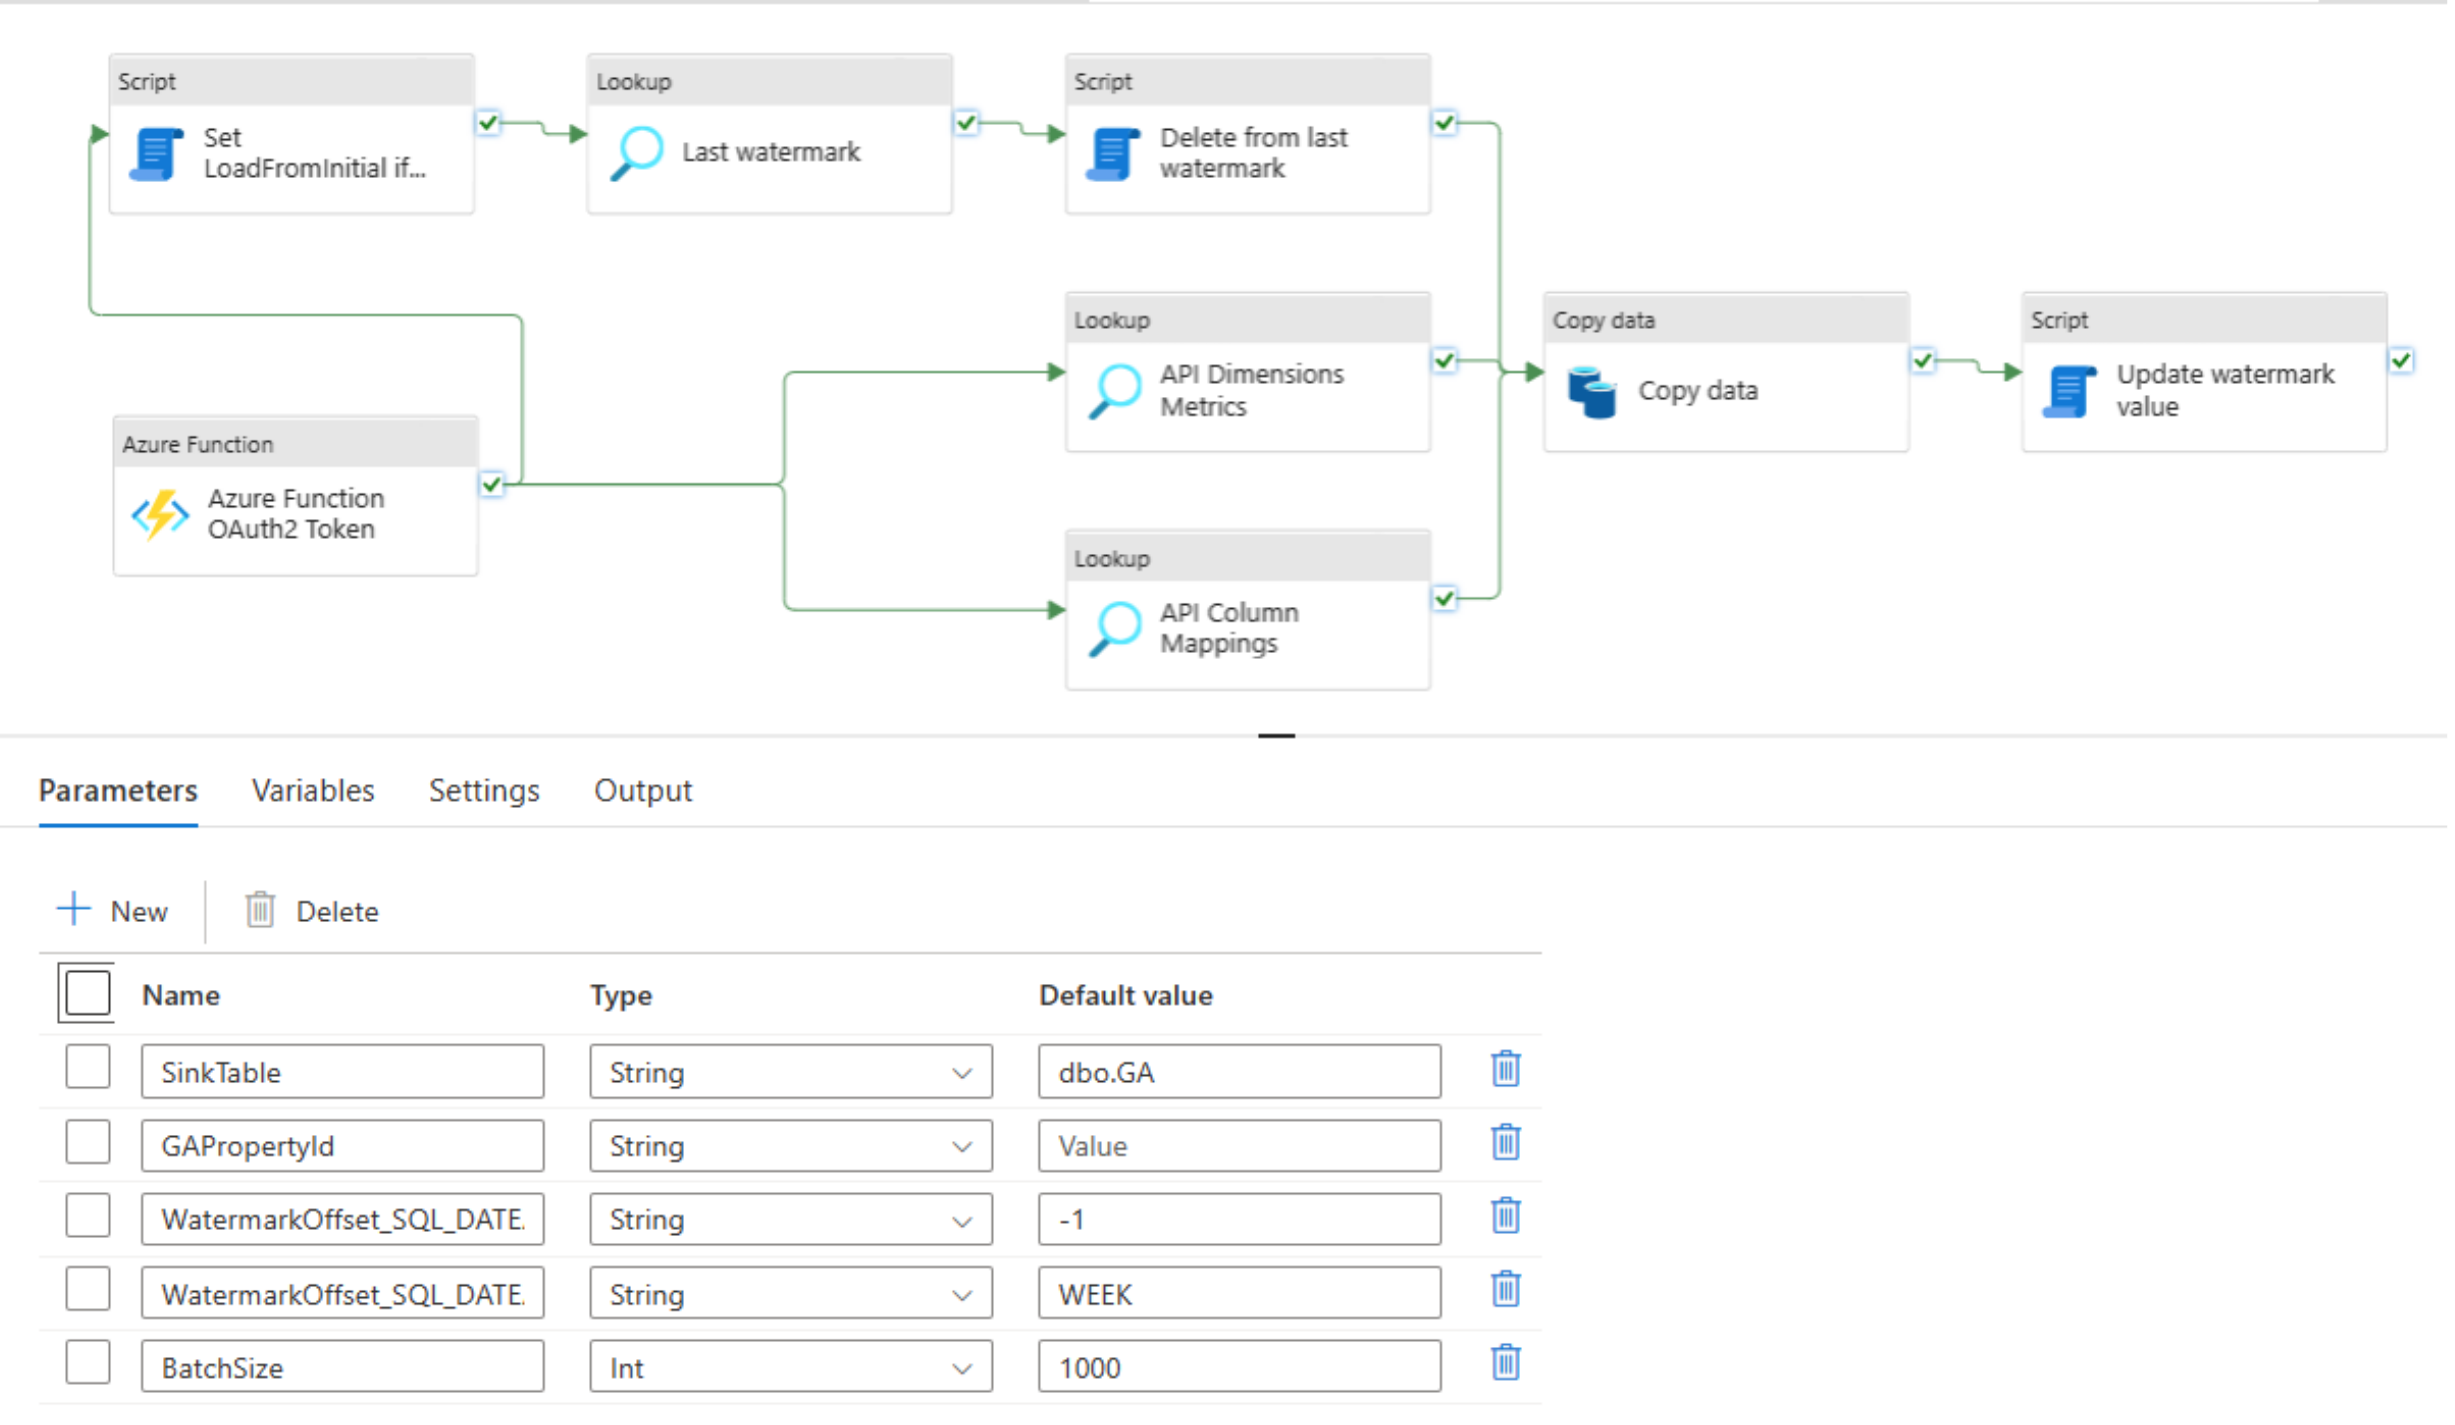 Script
Set
LoadFromInitial if...
Lookup
Last watermark
Script
Delete from last
watermark
Azure Function
Azure Function
OAuth2 Token
Lookup
API Dimensions
Metrics
Lookup
API Column
Mappings
Copy data
Copy data
Script
Update watermark
value
Parameters Variables Settings Output
New Delete
Name Type Default value
SinkTable String dbo.GA
GAPropertyId String Value
WatermarkOffset_SQL_DATE. String -1
WatermarkOffset_SQL_DATE. String WEEK
BatchSize Int 1000